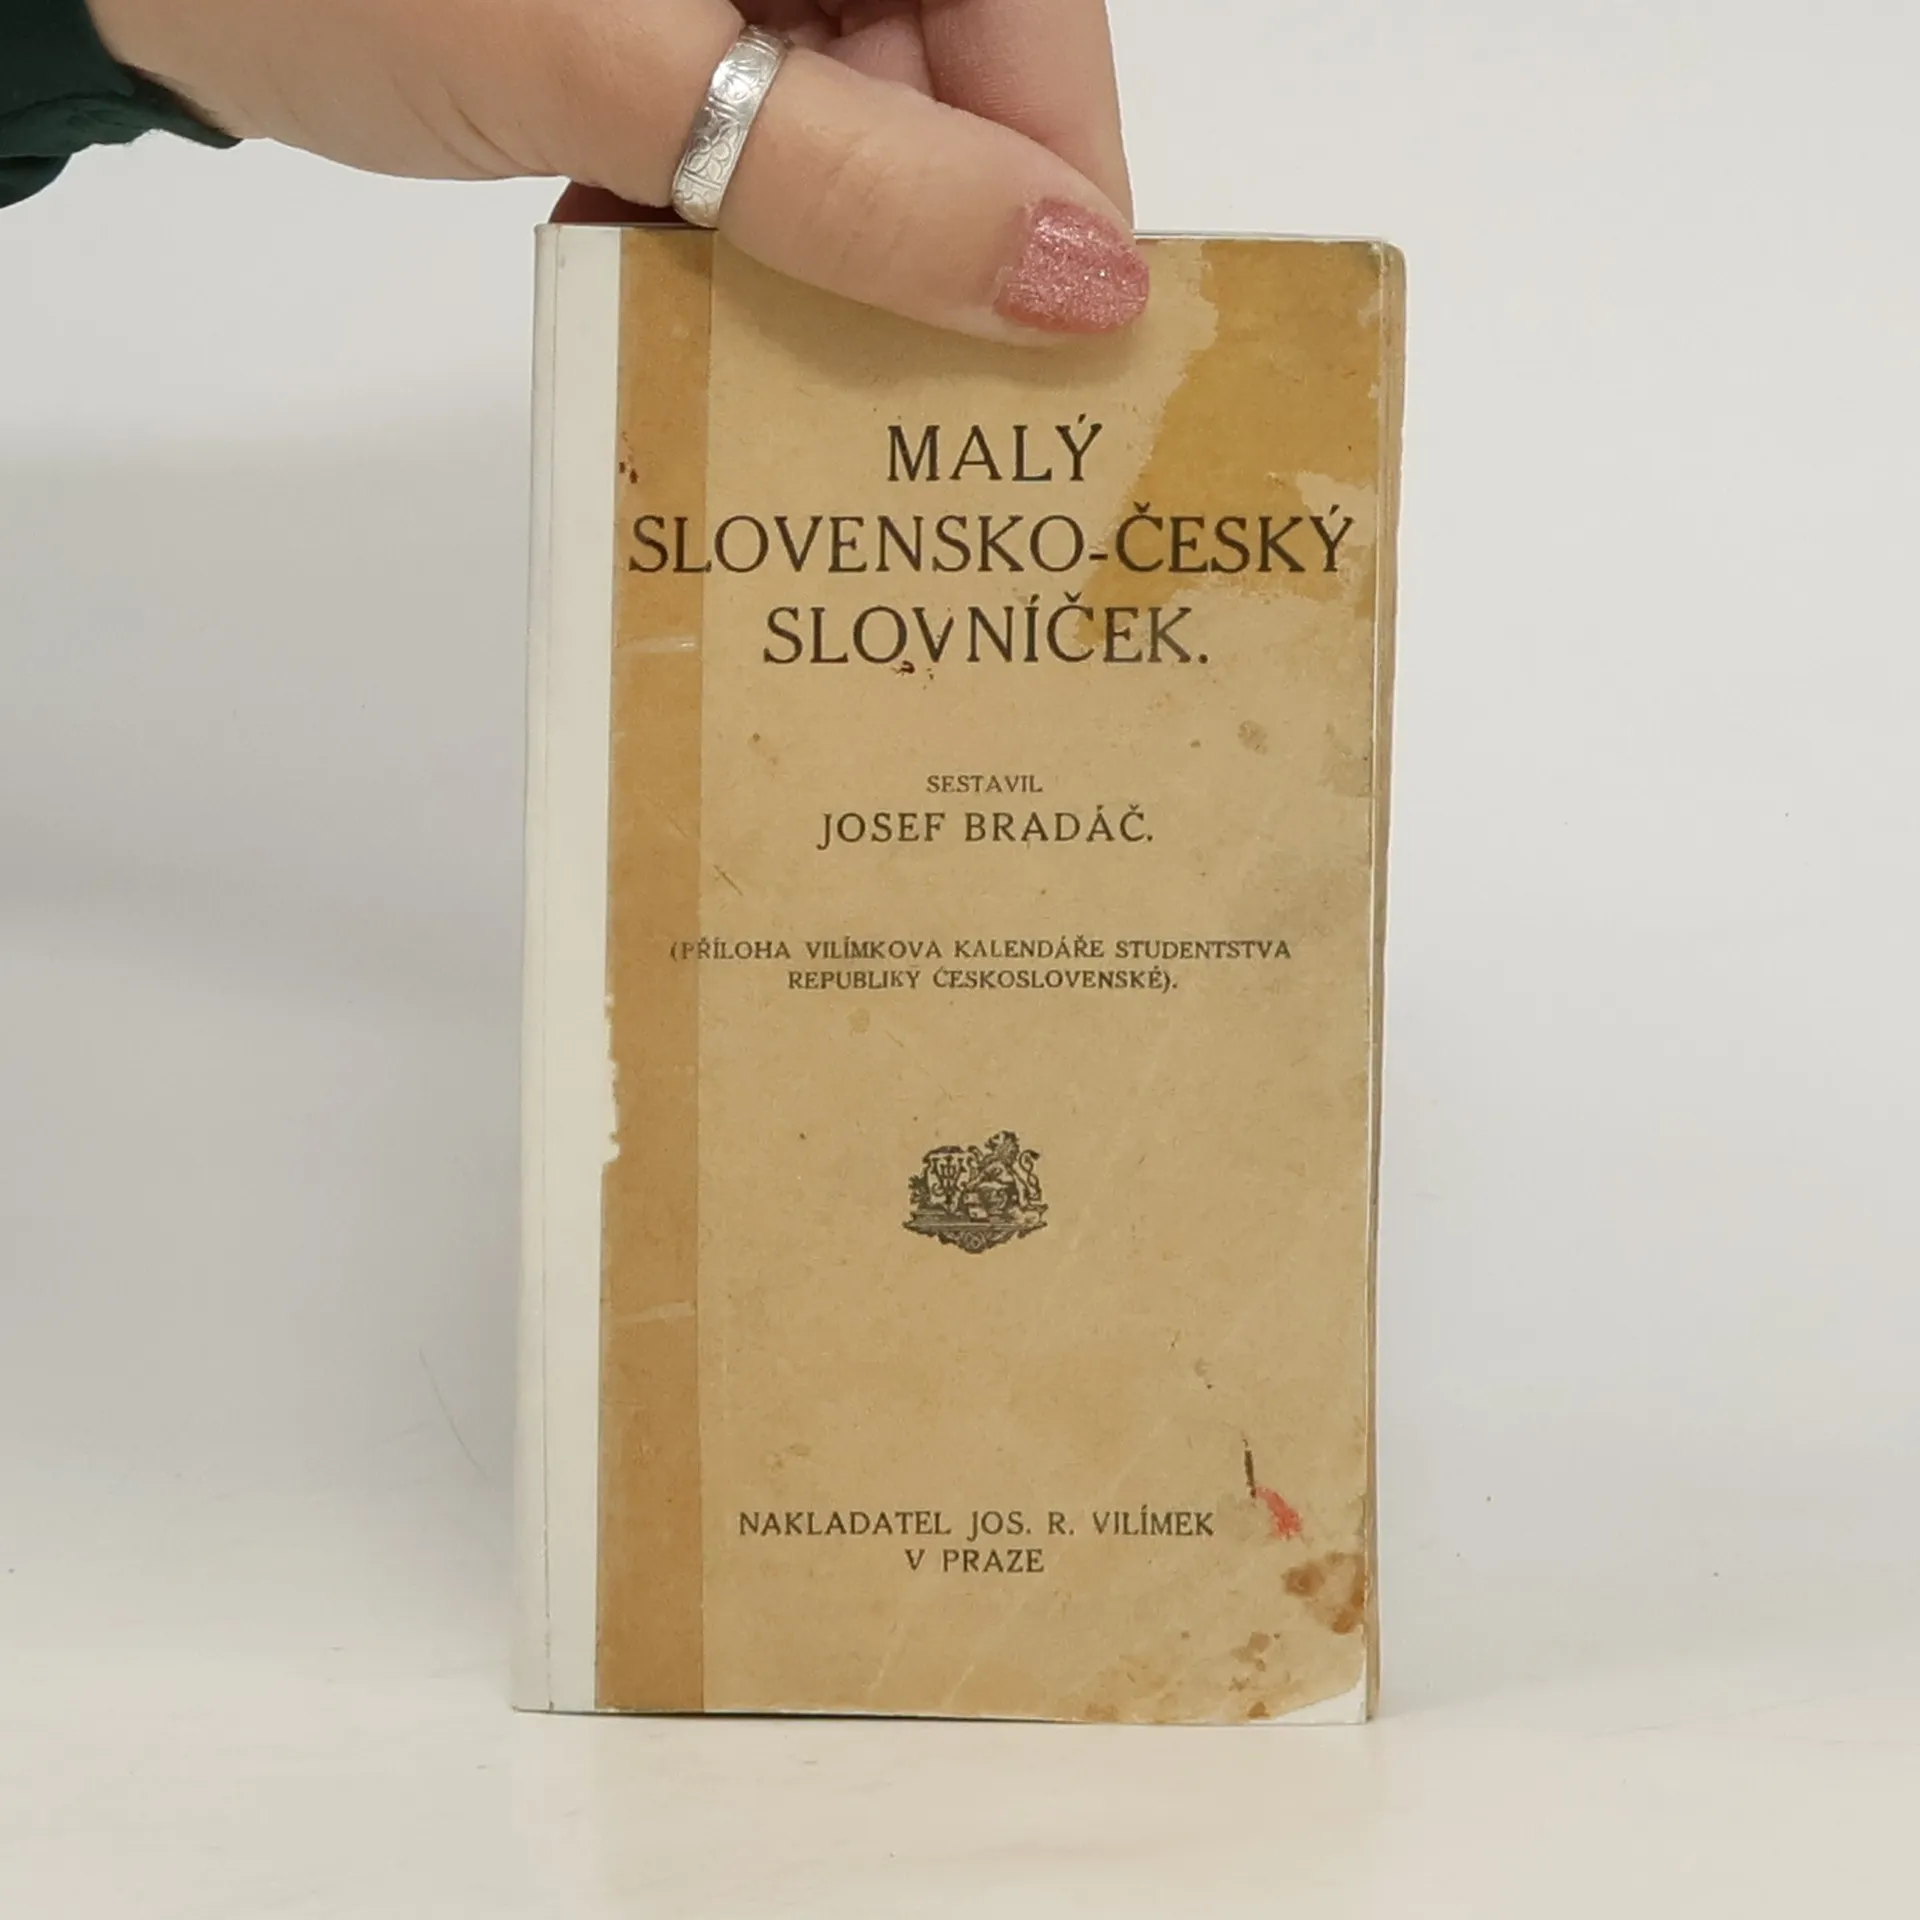 MALÝ
SLOVENSKO-ČESKÝ
SLOVNÍČEK.
SESTAVIL
JOSEF BRADÁČ.
(PŘÍLOHA VILÍMKOVA KALENDÁŘE STUDENTSTVA
REPUBLIKY ČESKOSLOVENSKÉ).
NAKLADATEL JOS. R. VILÍMEK
V PRAZE